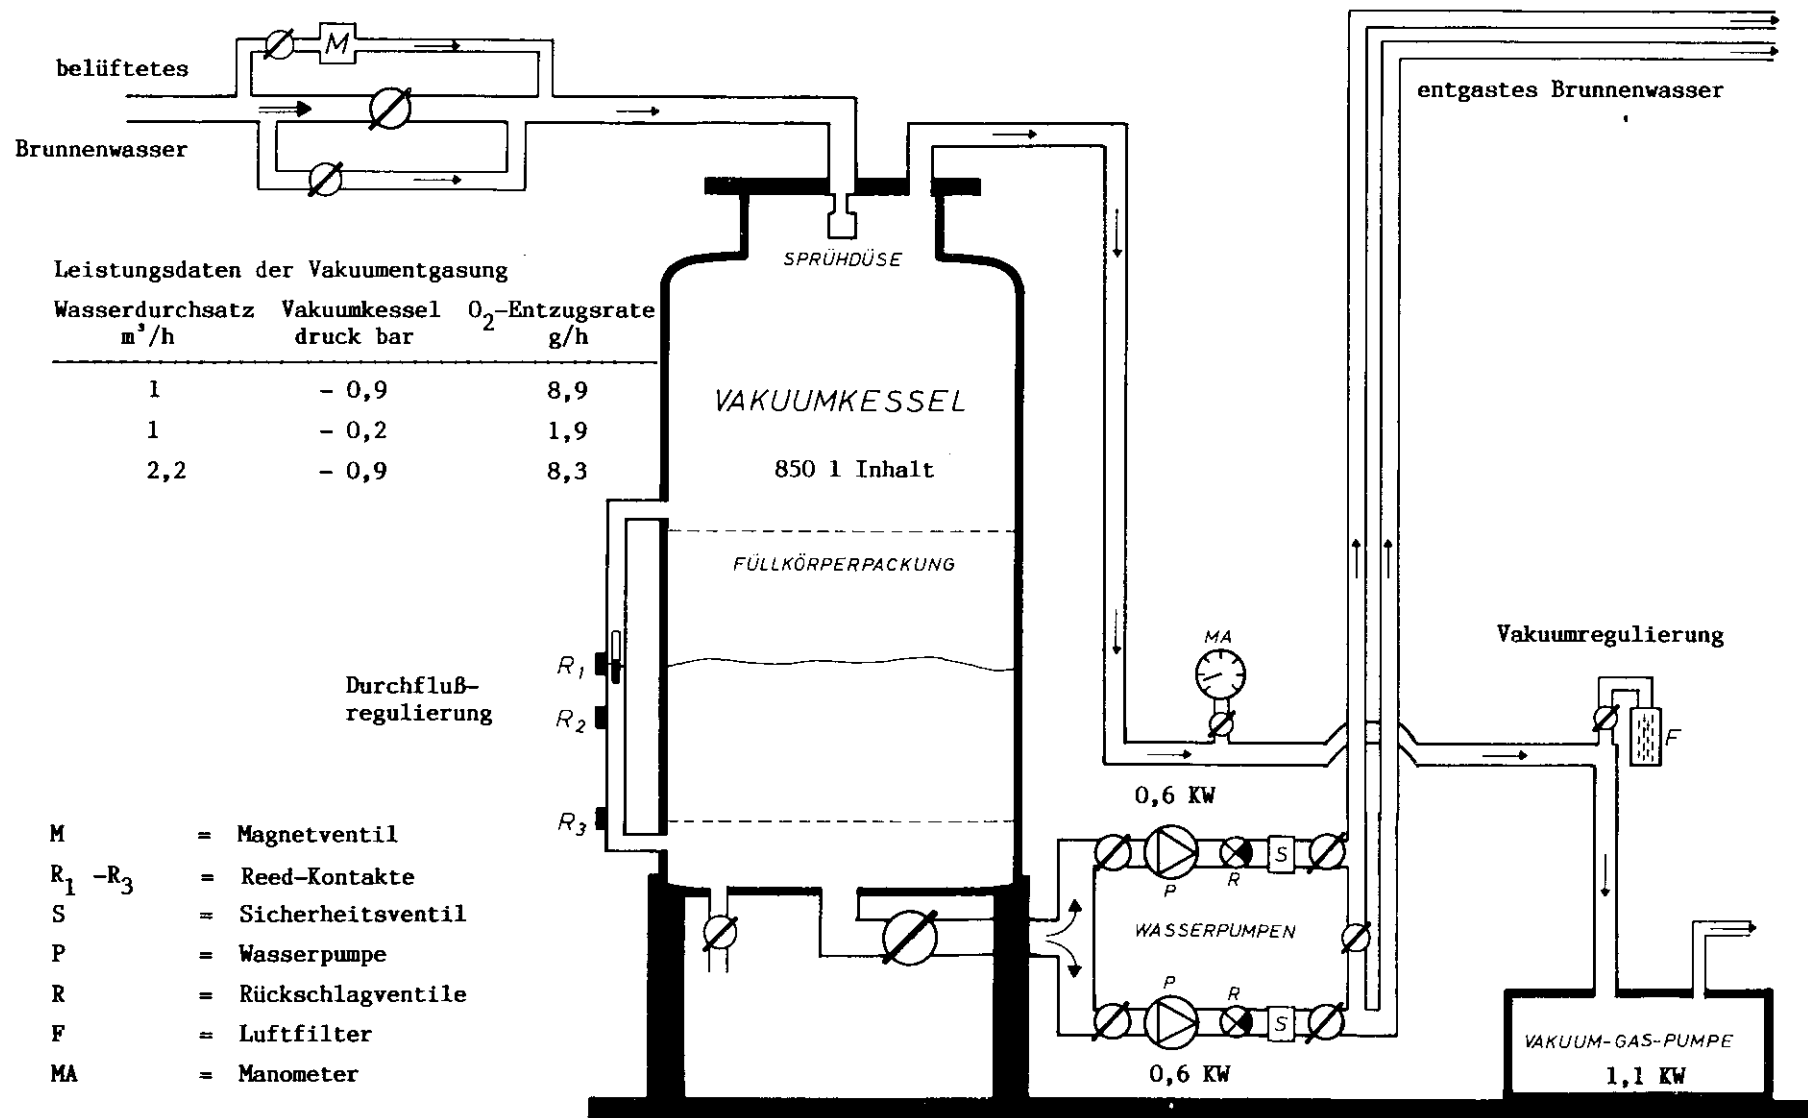 belüftetes
Brunnenwasser
M
entgastes Brunnenwasser
SPRÜHDÜSE
Leistungsdaten der Vakuumentgasung
Wasserdurchsatz Vakuumkessel O₂-Entzugsrate
m³/h druck bar g/h
1 - 0,9 8,9
1 - 0,2 1,9
2,2 - 0,9 8,3
VAKUUMKESSEL
850 l Inhalt
FÜLLKÖRPERPACKUNG
Durchfluß-
regulierung
R₁
R₂
R₃
MA
Vakuumregulierung
F
0,6 KW
P R S
WASSERPUMPEN
P R S
0,6 KW
VAKUUM-GAS-PUMPE
1,1 KW
M = Magnetventil
R₁ -R₃ = Reed-Kontakte
S = Sicherheitsventil
P = Wasserpumpe
R = Rückschlagventile
F = Luftfilter
MA = Manometer